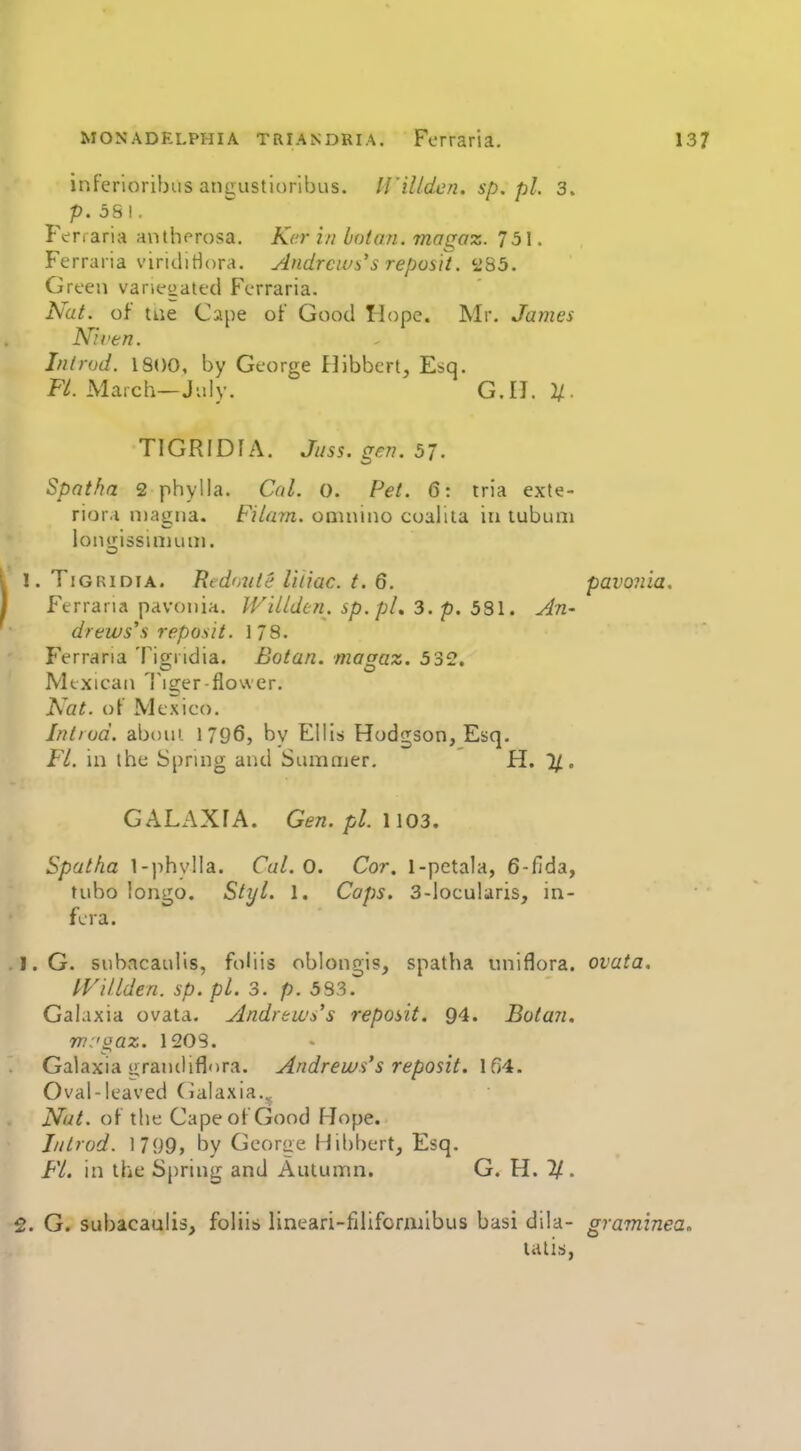 MONADELPHIA TRIANDRIA. Ferraria. 137
inferioribus angustioribus. Willden. sp. pl. 3.
p. 581.
Ferraria antherosa. Ker in botan. magaz. 751.
Ferraria viridiflora. Andrews's reposit. 285.
Green variegated Ferraria.
Nat. of the Cape of Good Hope. Mr. James
Niven.
Introd. 1800, by George Hibbert, Esq.
Fl. March—July. G.H. ♃.
TIGRIDIA. Juss. gen. 57.
Spatha 2 phylla. Cal. 0. Pet. 6: tria exte-
riora magna. Filam. omnino coalita in tubum
longissimum.
1. Tigridia. Redouté liliac. t. 6. pavonia.
Ferraria pavonia. Willden. sp. pl. 3. p. 581. An-
drews's reposit. 178.
Ferraria Tigridia. Botan. magaz. 532.
Mexican Tiger-flower.
Nat. of Mexico.
Introd. about 1796, by Ellis Hodgson, Esq.
Fl. in the Spring and Summer. H. ♃.
GALAXIA. Gen. pl. 1103.
Spatha 1-phylla. Cal. 0. Cor. 1-petala, 6-fida,
tubo longo. Styl. 1. Caps. 3-locularis, in-
fera.
1. G. subacaulis, foliis oblongis, spatha uniflora. ovata.
Willden. sp. pl. 3. p. 583.
Galaxia ovata. Andrews's reposit. 94. Botan.
magaz. 1208.
Galaxia grandiflora. Andrews's reposit. 164.
Oval-leaved Galaxia.
Nat. of the Cape of Good Hope.
Introd. 1799, by George Hibbert, Esq.
Fl. in the Spring and Autumn. G. H. ♃.
2. G. subacaulis, foliis lineari-filiformibus basi dila- graminea.
tatis,